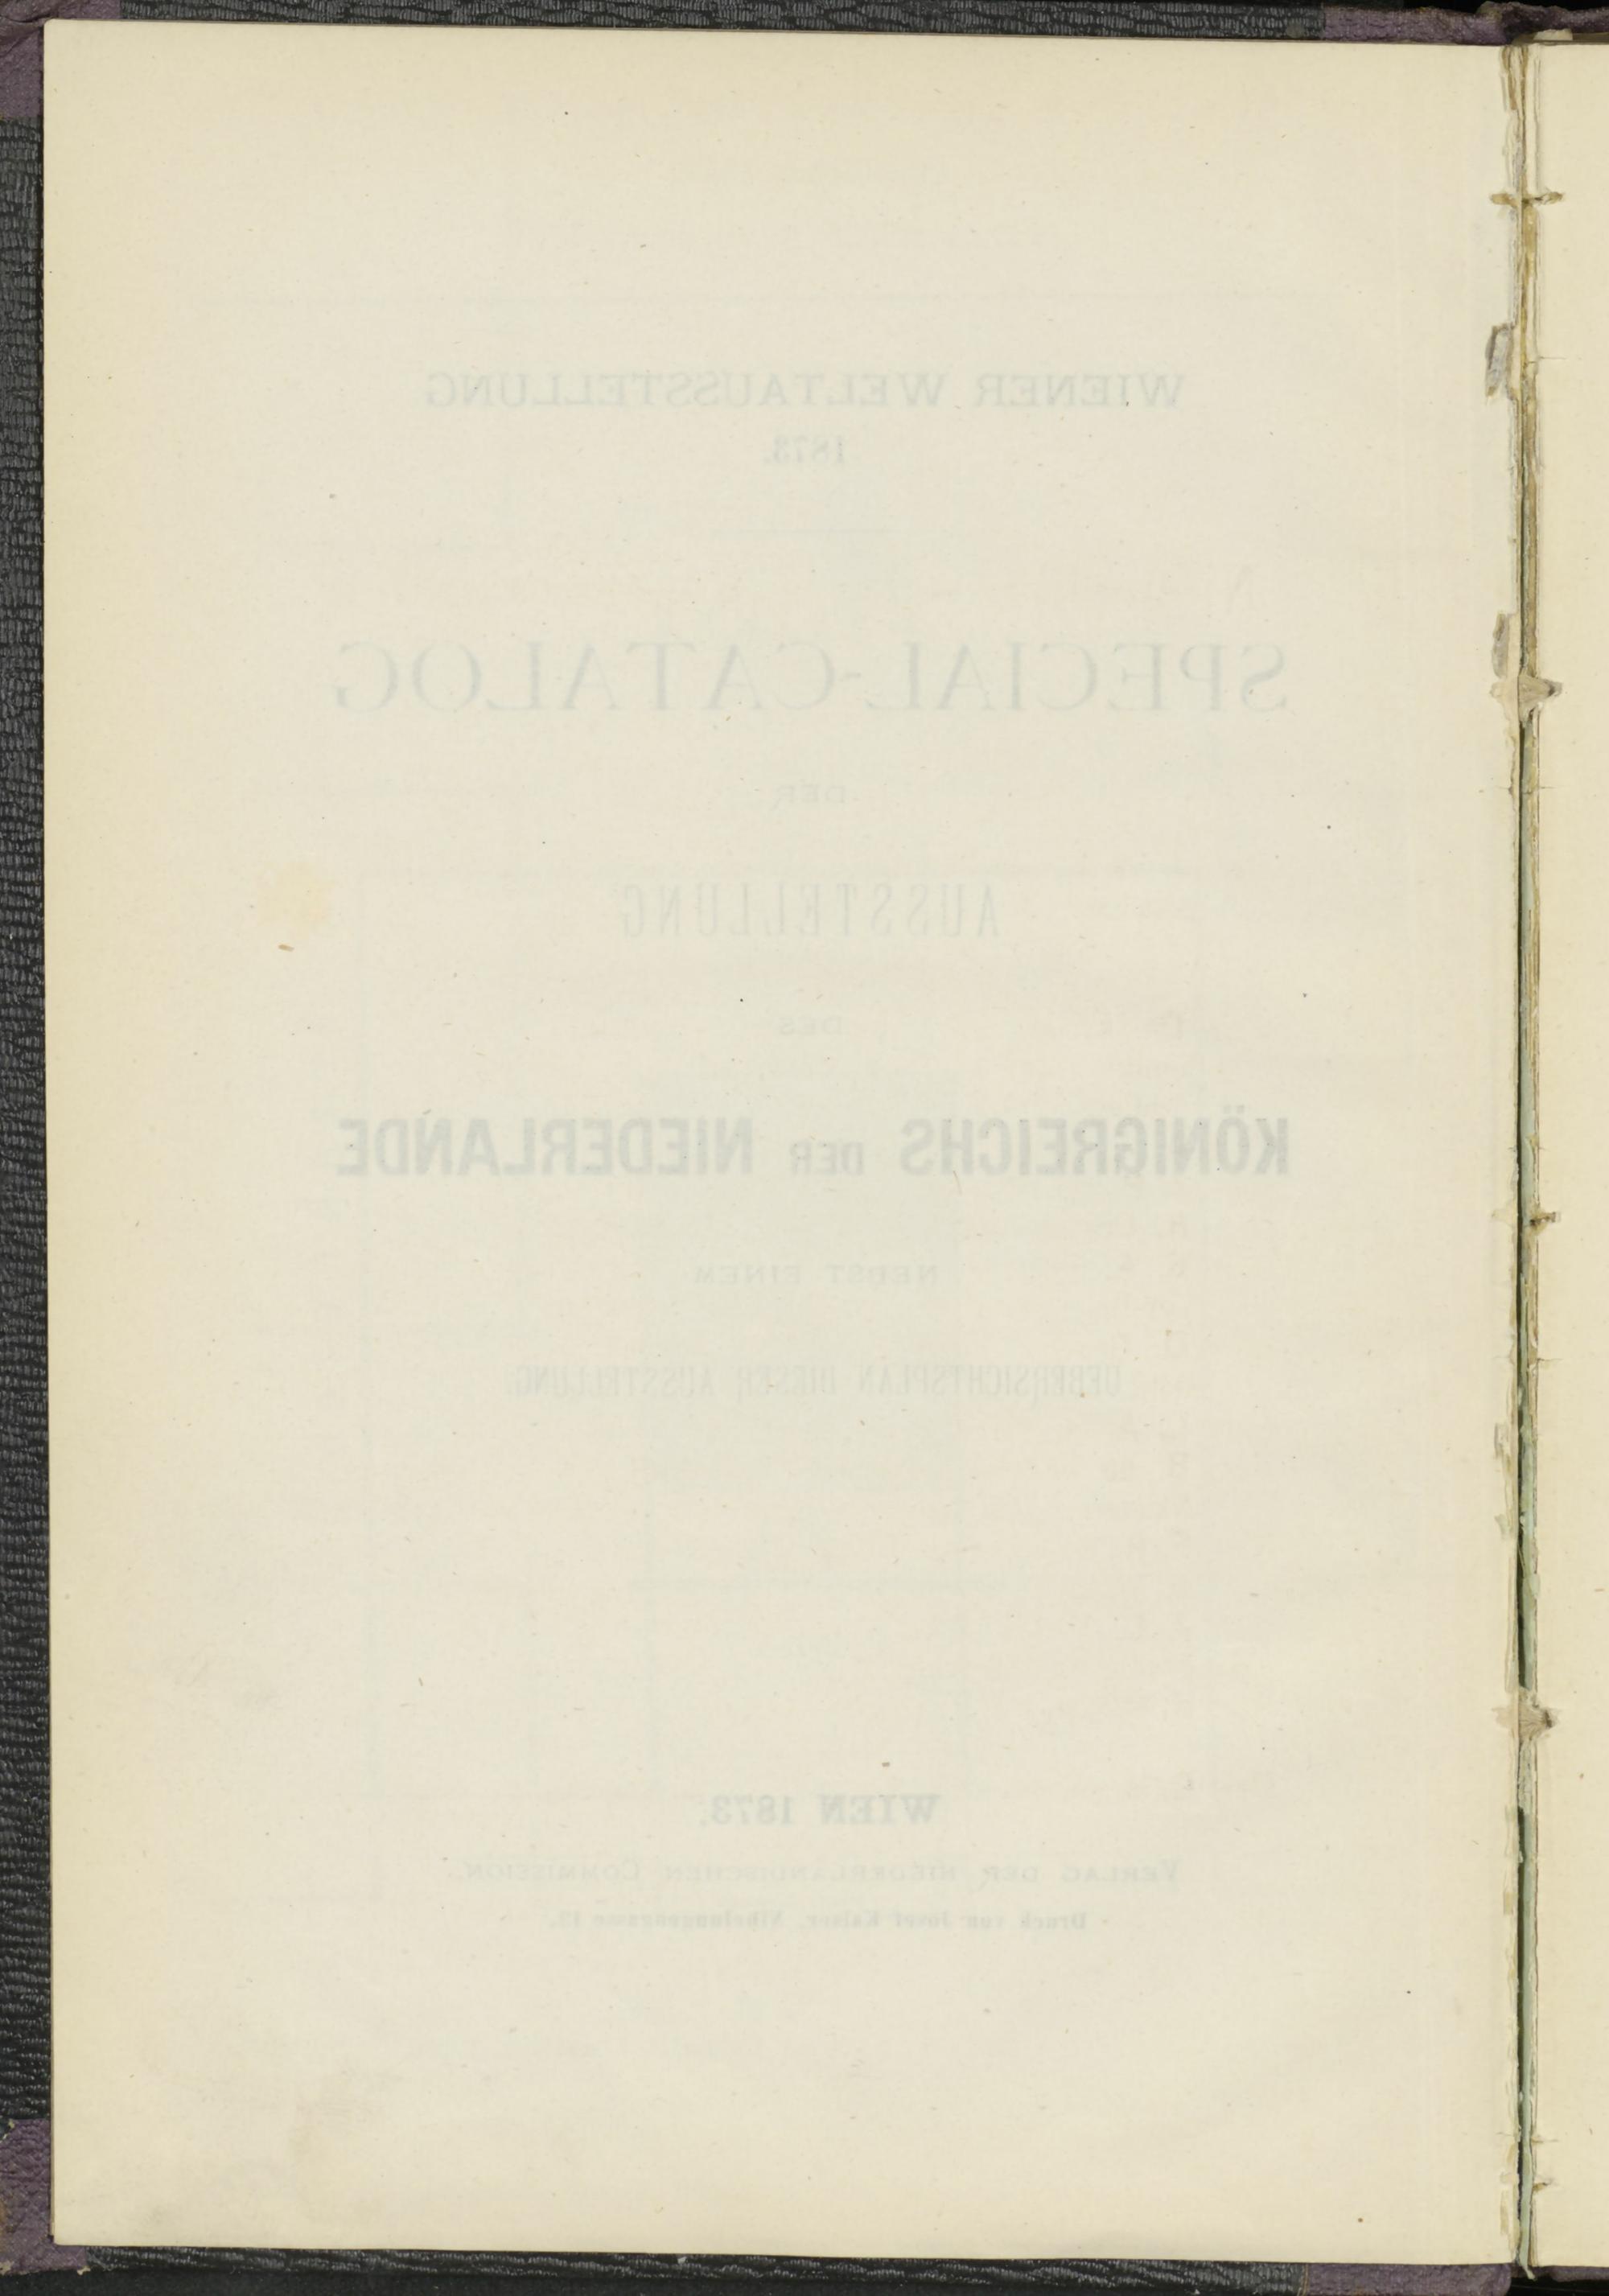 WIENER WELTAUSSTELLUNG
1873.
SPECIAL-CATALOG
DER
AUSSTELLUNG
DES
KÖNIGREICHS DER NIEDERLANDE
NEBST EINEM
UEBERSICHTSPLAN DIESER AUSSTELLUNG.
WIEN 1873.
VERLAG DER NIEDERLÄNDISCHEN COMMISSION.
Druck von Josef Kaiser, Nibelungengasse